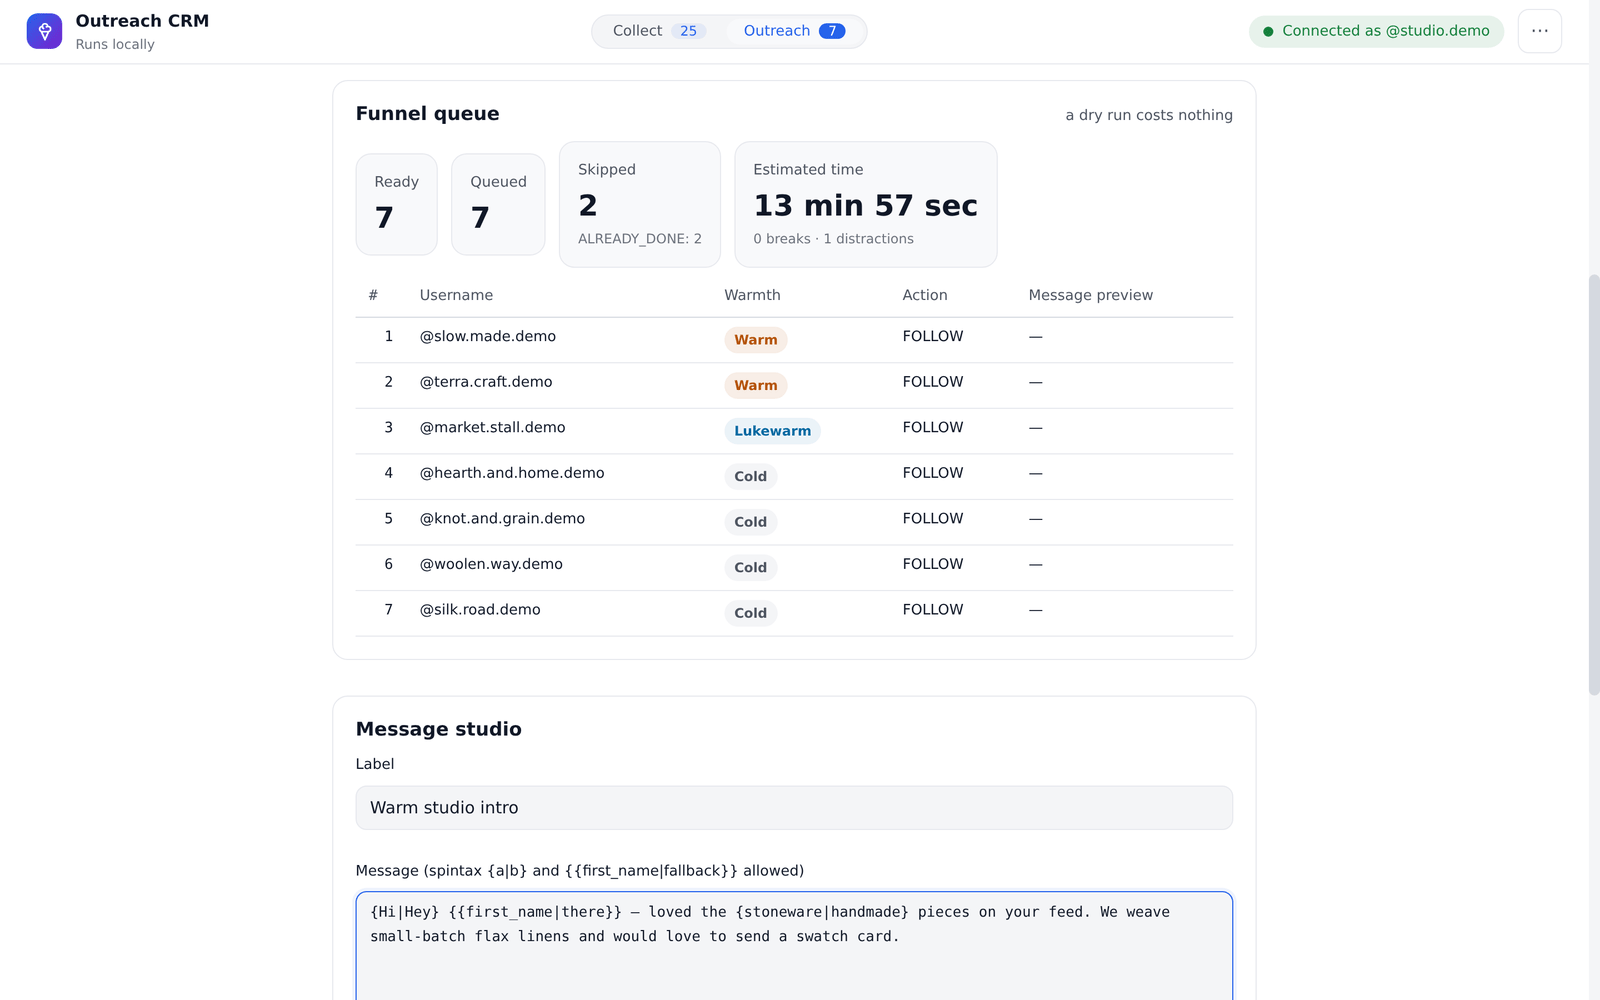 Outreach CRM
Runs locally
Collect 25
Outreach 7
Connected as @studio.demo
...
Funnel queue
a dry run costs nothing
Ready
7
Queued
7
Skipped
2
ALREADY_DONE: 2
Estimated time
13 min 57 sec
0 breaks · 1 distractions
# Username Warmth Action Message preview
1 @slow.made.demo Warm FOLLOW —
2 @terra.craft.demo Warm FOLLOW —
3 @market.stall.demo Lukewarm FOLLOW —
4 @hearth.and.home.demo Cold FOLLOW —
5 @knot.and.grain.demo Cold FOLLOW —
6 @woolen.way.demo Cold FOLLOW —
7 @silk.road.demo Cold FOLLOW —
Message studio
Label
Warm studio intro
Message (spintax {a|b} and {{first_name|fallback}} allowed)
{Hi|Hey} {{first_name|there}} — loved the {stoneware|handmade} pieces on your feed. We weave
small-batch flax linens and would love to send a swatch card.